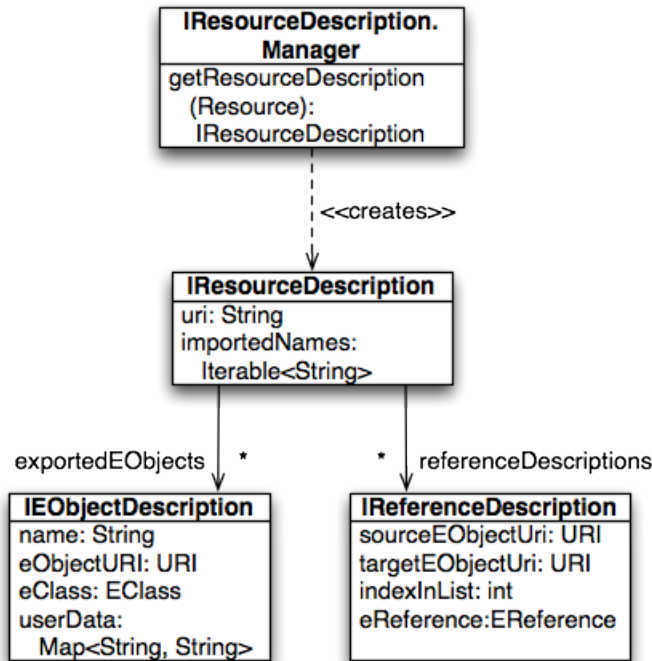 IResourceDescription.
Manager
getResourceDescription
(Resource):
IResourceDescription
<<creates>>
IResourceDescription
uri: String
importedNames:
Iterable<String>
exportedEObjects
*
*
referenceDescriptions
IEObjectDescription
name: String
eObjectURI: URI
eClass: EClass
userData:
Map<String, String>
IReferenceDescription
sourceEObjectUri: URI
targetEObjectUri: URI
indexInList: int
eReference:EReference